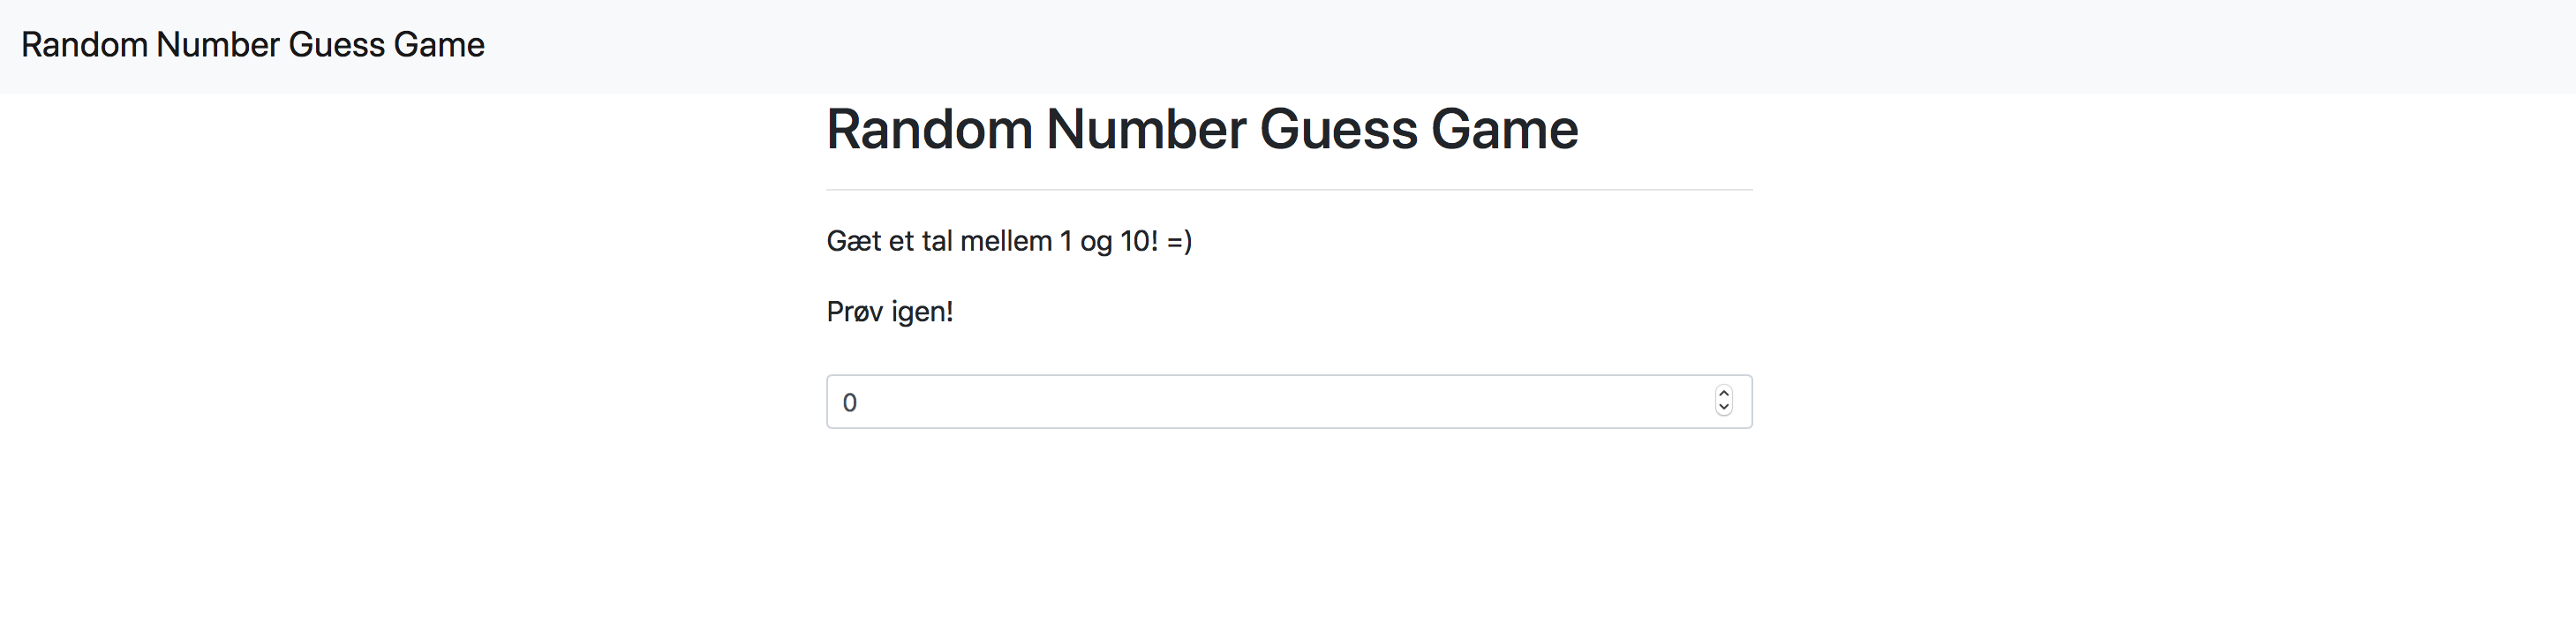 Random Number Guess Game
Random Number Guess Game
Gæt et tal mellem 1 og 10! =)
Prøv igen!
0